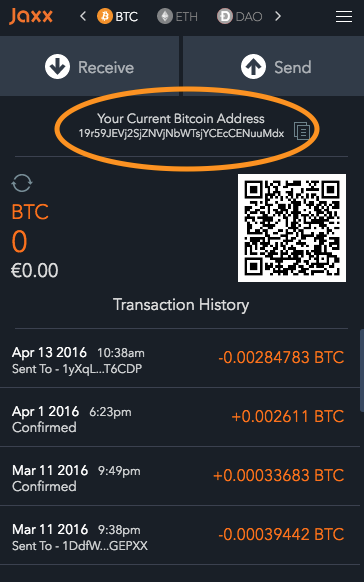 Jaxx BTC ETH DAO
Receive Send
Your Current Bitcoin Address
19r59JEVj2SjZNVjNbWTsjYCEcCENuuMdx
BTC
0
€0.00
Transaction History
Apr 13 2016 10:38am -0.00284783 BTC
Sent To - 1yXqL...T6CDP
Apr 1 2016 6:23pm +0.002611 BTC
Confirmed
Mar 11 2016 9:49pm +0.00033683 BTC
Confirmed
Mar 11 2016 9:38pm -0.00039442 BTC
Sent To - 1DdfW...GEPXX